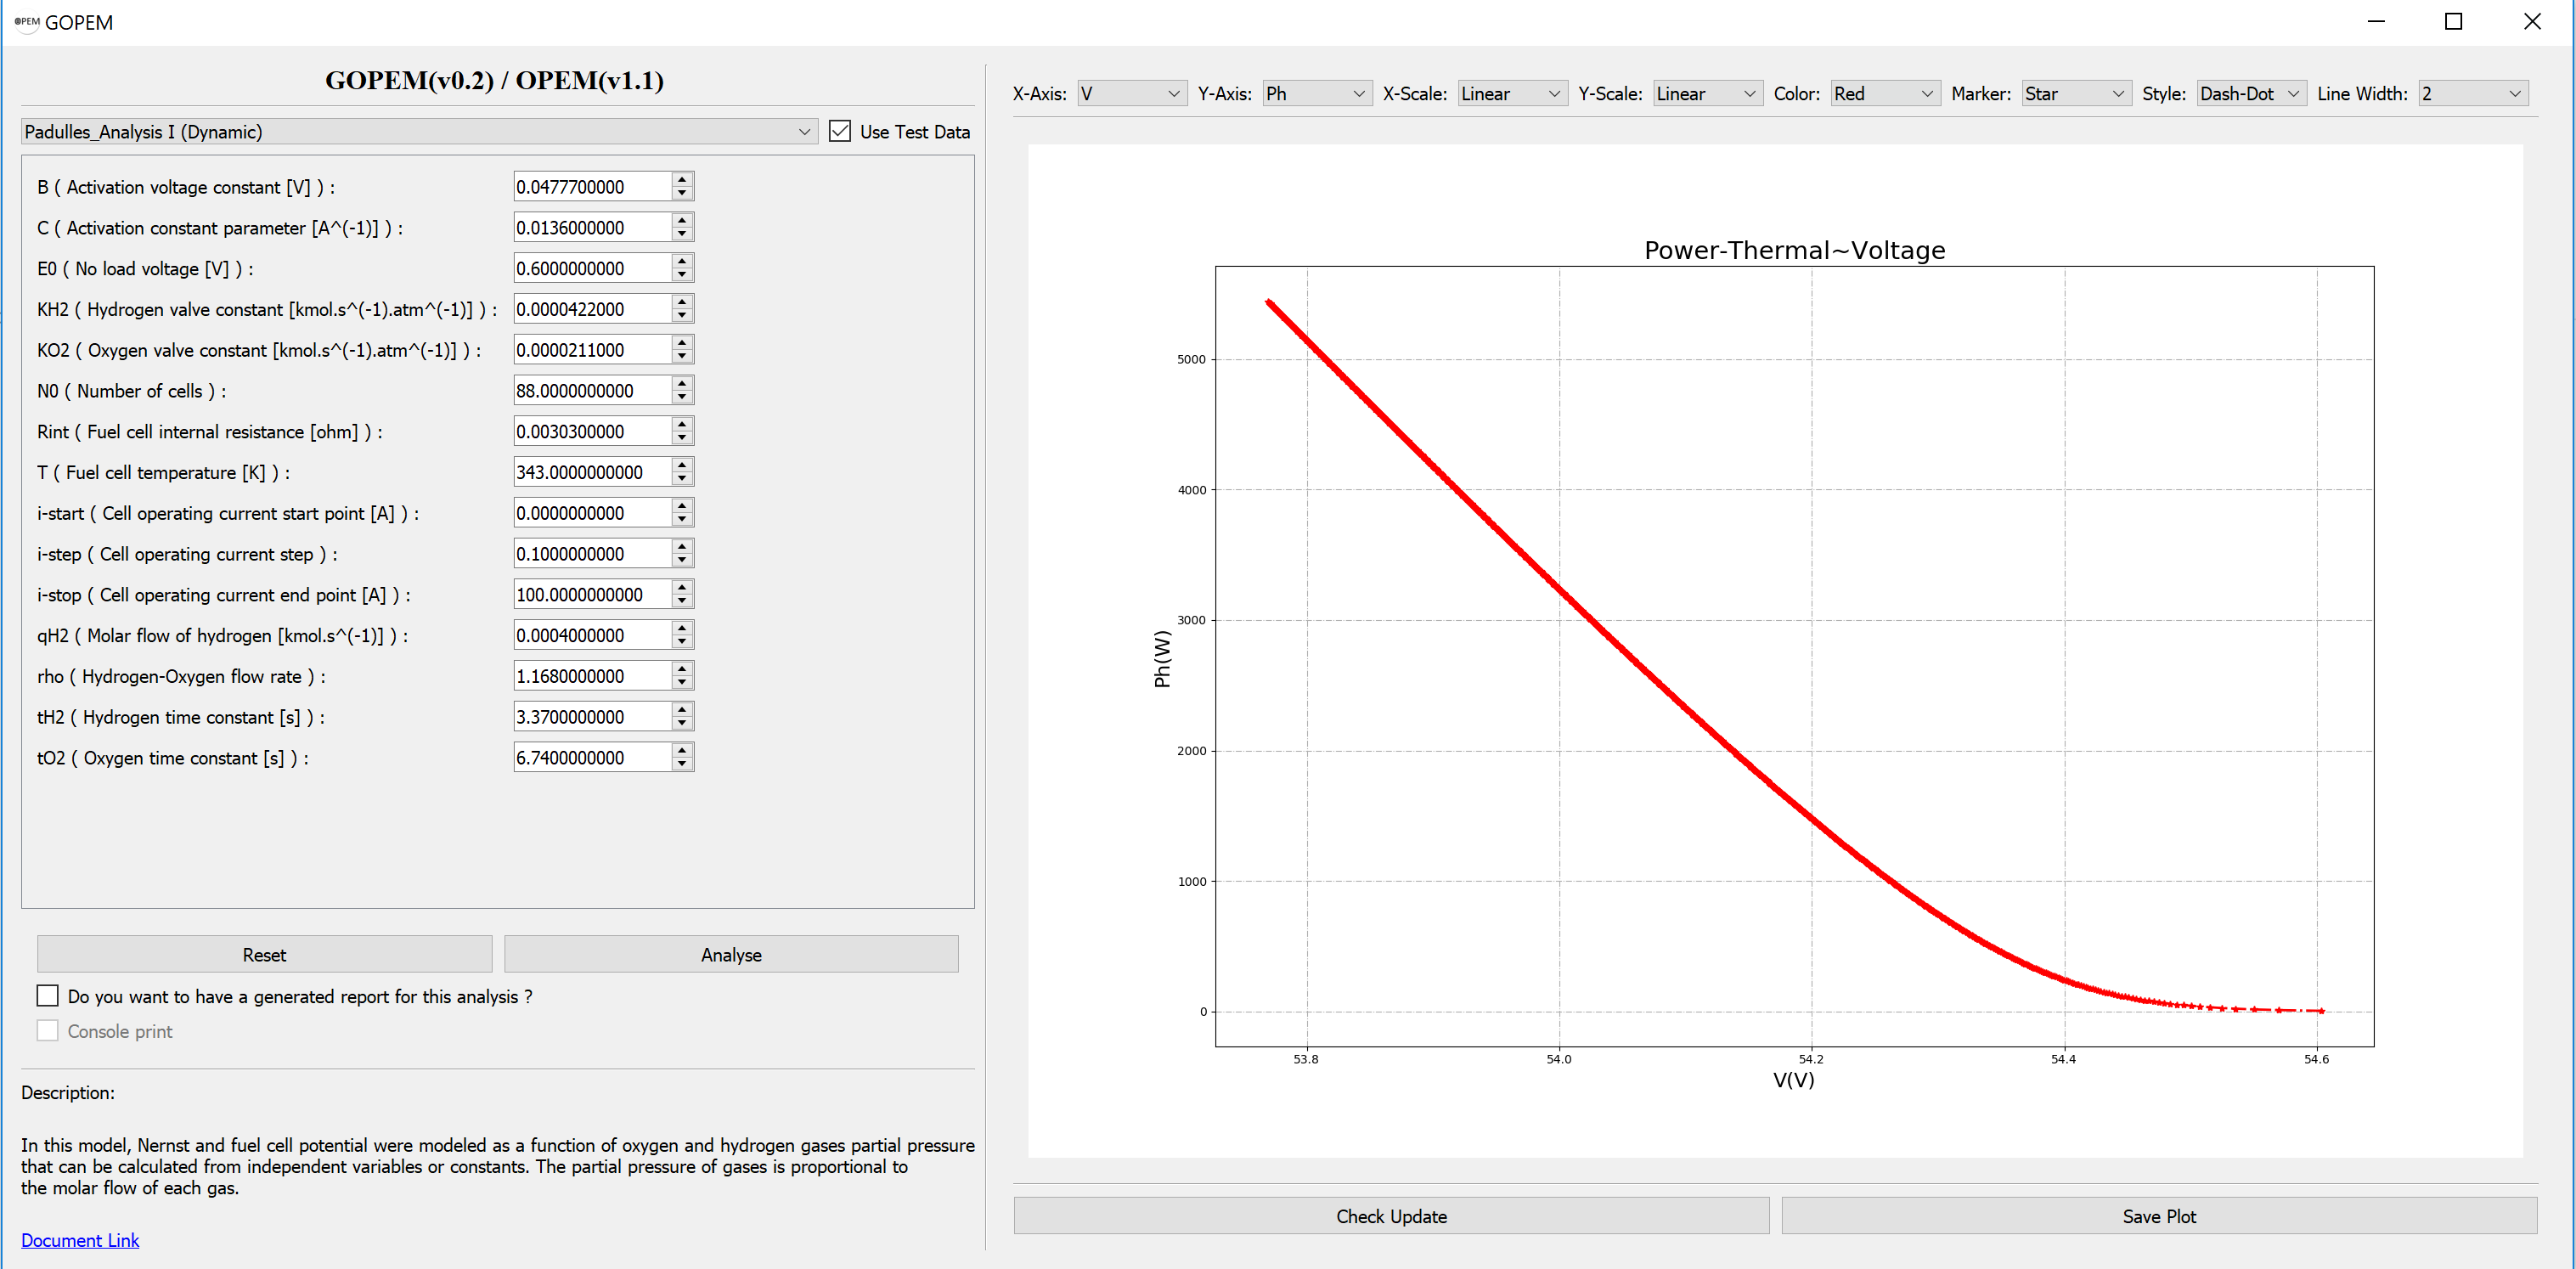 OPEM GOPEM
GOPEM(v0.2) / OPEM(v1.1)
Padulles_Analysis I (Dynamic) Use Test Data
B ( Activation voltage constant [V] ) : 0.0477700000
C ( Activation constant parameter [A^(-1)] ) : 0.0136000000
E0 ( No load voltage [V] ) : 0.6000000000
KH2 ( Hydrogen valve constant [kmol.s^(-1).atm^(-1)] ) : 0.0000422000
KO2 ( Oxygen valve constant [kmol.s^(-1).atm^(-1)] ) : 0.0000211000
N0 ( Number of cells ) : 88.0000000000
Rint ( Fuel cell internal resistance [ohm] ) : 0.0030300000
T ( Fuel cell temperature [K] ) : 343.0000000000
i-start ( Cell operating current start point [A] ) : 0.0000000000
i-step ( Cell operating current step ) : 0.1000000000
i-stop ( Cell operating current end point [A] ) : 100.0000000000
qH2 ( Molar flow of hydrogen [kmol.s^(-1)] ) : 0.0004000000
rho ( Hydrogen-Oxygen flow rate ) : 1.1680000000
tH2 ( Hydrogen time constant [s] ) : 3.3700000000
tO2 ( Oxygen time constant [s] ) : 6.7400000000
Reset Analyse
Do you want to have a generated report for this analysis ?
Console print
Description:
In this model, Nernst and fuel cell potential were modeled as a function of oxygen and hydrogen gases partial pressure
that can be calculated from independent variables or constants. The partial pressure of gases is proportional to
the molar flow of each gas.
Document Link
X-Axis: V Y-Axis: Ph X-Scale: Linear Y-Scale: Linear Color: Red Marker: Star Style: Dash-Dot Line Width: 2
Power-Thermal~Voltage
Ph(W)
5000
4000
3000
2000
1000
0
53.8 54.0 54.2 54.4 54.6
V(V)
Check Update Save Plot